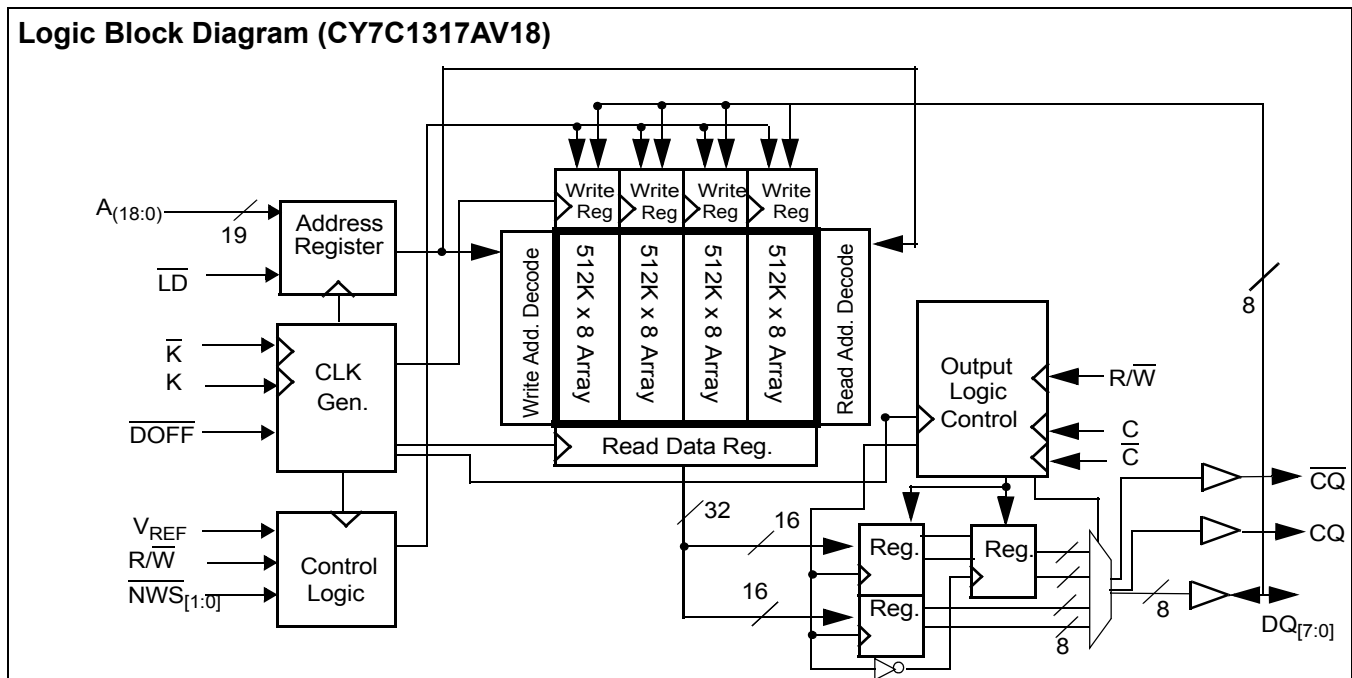 Logic Block Diagram (CY7C1317AV18)
A(18:0)
19
LD
Address
Register
K
K
DOFF
CLK
Gen.
VREF
R/W
NWS[1:0]
Control
Logic
Write
Reg
Write
Reg
Write
Reg
Write
Reg
Write Add. Decode
512K x 8 Array
512K x 8 Array
512K x 8 Array
512K x 8 Array
Read Add. Decode
Read Data Reg.
8
Output
Logic
Control
R/W
C
C
32
16
16
Reg.
Reg.
Reg.
8
8
CQ
CQ
DQ[7:0]